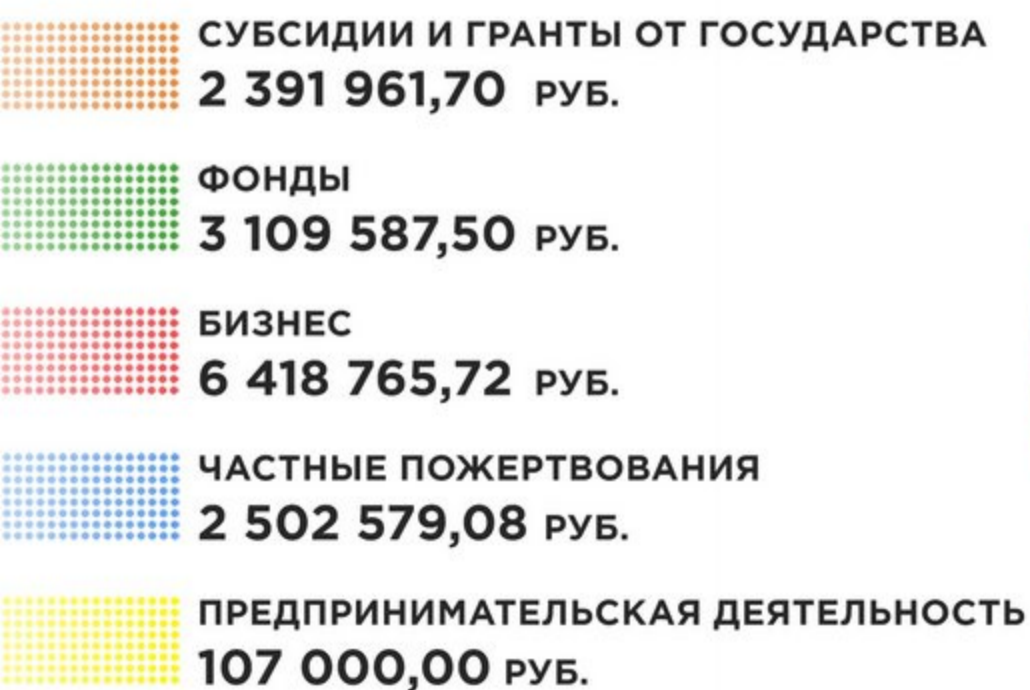 СУБСИДИИ И ГРАНТЫ ОТ ГОСУДАРСТВА
2 391 961,70 РУБ.
ФОНДЫ
3 109 587,50 РУБ.
БИЗНЕС
6 418 765,72 РУБ.
ЧАСТНЫЕ ПОЖЕРТВОВАНИЯ
2 502 579,08 РУБ.
ПРЕДПРИНИМАТЕЛЬСКАЯ ДЕЯТЕЛЬНОСТЬ
107 000,00 РУБ.